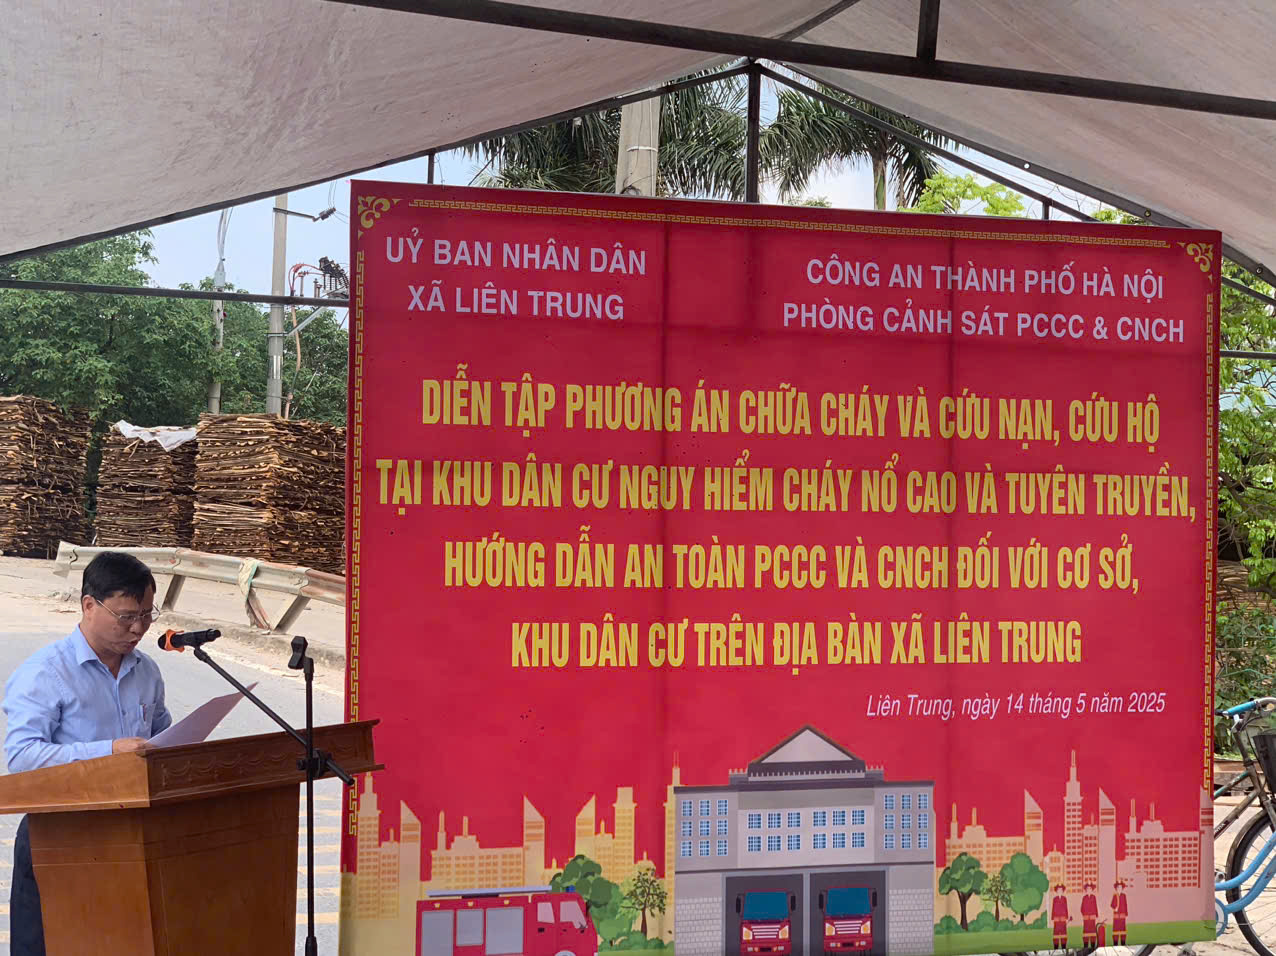 UỶ BAN NHÂN DÂN
XÃ LIÊN TRUNG
CÔNG AN THÀNH PHỐ HÀ NỘI
PHÒNG CẢNH SÁT PCCC & CNCH
DIỄN TẬP PHƯƠNG ÁN CHỮA CHÁY VÀ CỨU NẠN, CỨU HỘ
TẠI KHU DÂN CƯ NGUY HIỂM CHÁY NỔ CAO VÀ TUYÊN TRUYỀN,
HƯỚNG DẪN AN TOÀN PCCC VÀ CNCH ĐỐI VỚI CƠ SỞ,
KHU DÂN CƯ TRÊN ĐỊA BÀN XÃ LIÊN TRUNG
Liên Trung, ngày 14 tháng 5 năm 2025